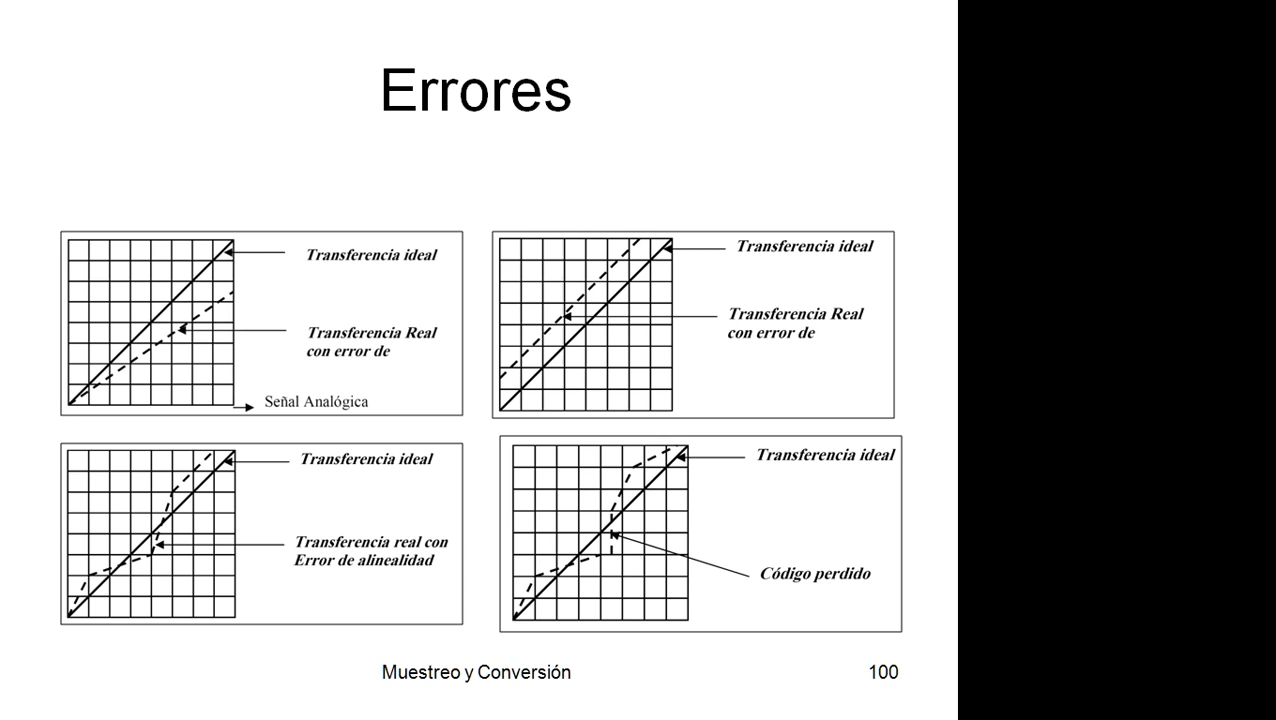 Errores
Transferencia ideal
Transferencia Real
con error de
Señal Analógica
Transferencia ideal
Transferencia Real
con error de
Transferencia ideal
Transferencia real con
Error de alinealidad
Transferencia ideal
Código perdido
Muestreo y Conversión
100